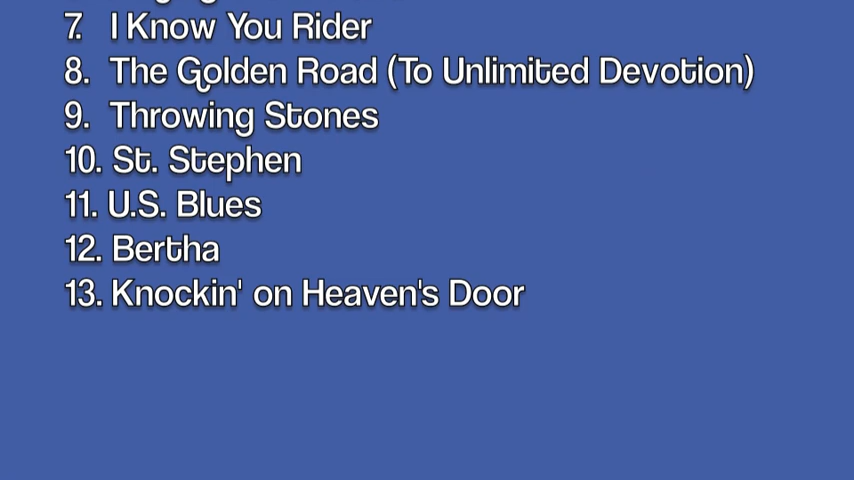 7. I Know You Rider
8. The Golden Road (To Unlimited Devotion)
9. Throwing Stones
10. St. Stephen
11. U.S. Blues
12. Bertha
13. Knockin' on Heaven's Door